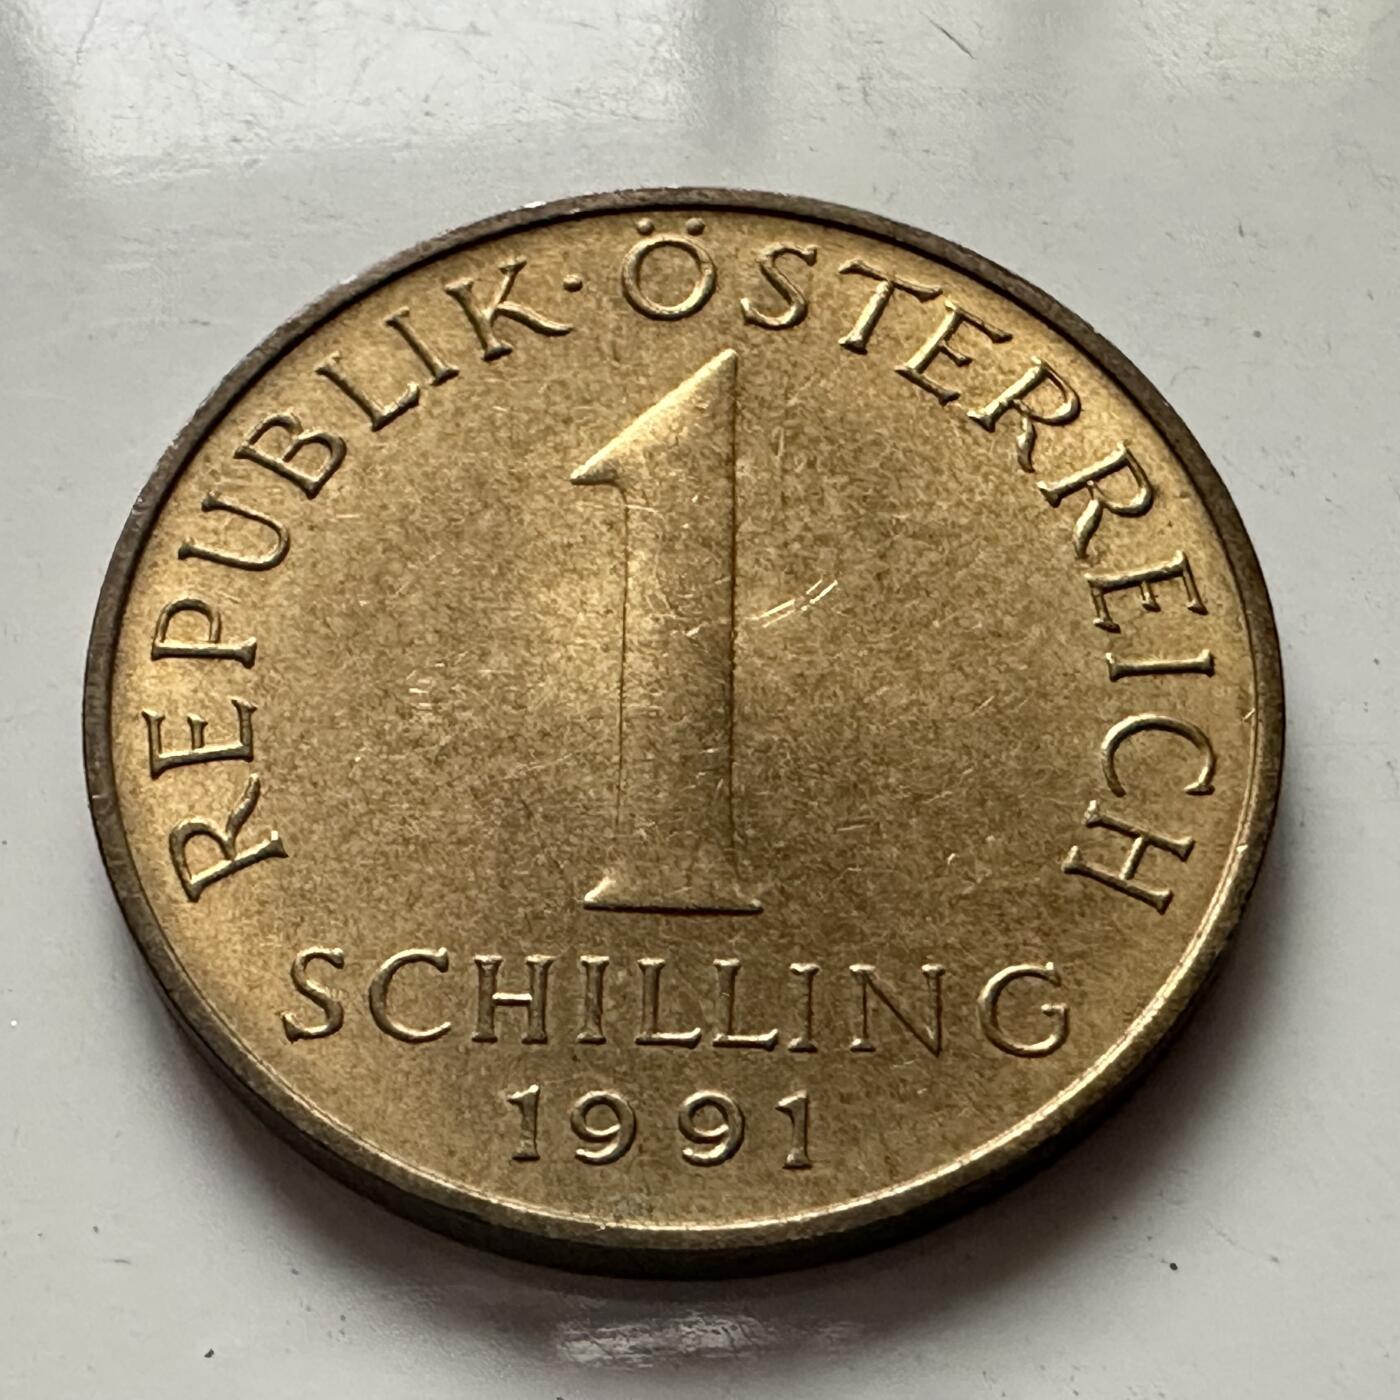 REPUBLIK · ÖSTERREICH
1
SCHILLING
1991